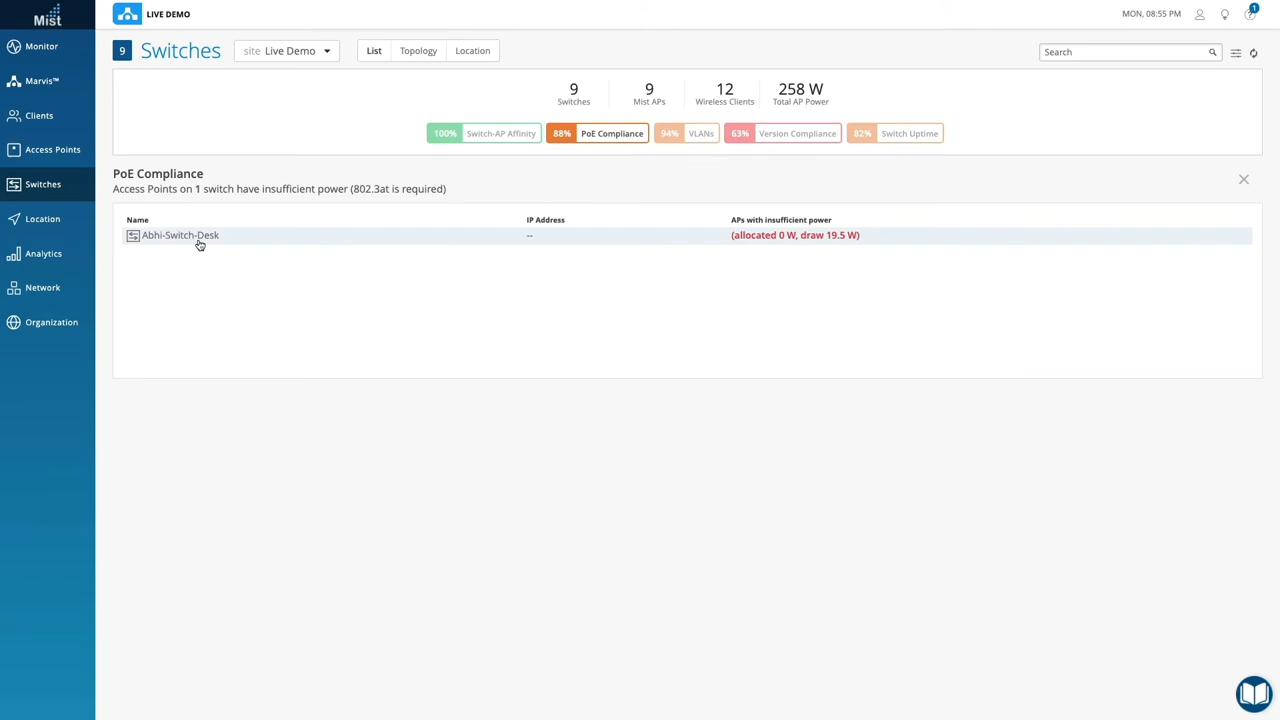 Mist
LIVE DEMO
MON, 08:55 PM
1
Monitor
Marvis™
Clients
Access Points
Switches
Location
Analytics
Network
Organization
9 Switches
site Live Demo
List Topology Location
Search
9 9 12 258 W
Switches Mist APs Wireless Clients Total AP Power
100% Switch-AP Affinity 88% PoE Compliance 94% VLANs 63% Version Compliance 82% Switch Uptime
PoE Compliance
Access Points on 1 switch have insufficient power (802.3at is required)
Name IP Address APs with insufficient power
Abhi-Switch-Desk -- (allocated 0 W, draw 19.5 W)